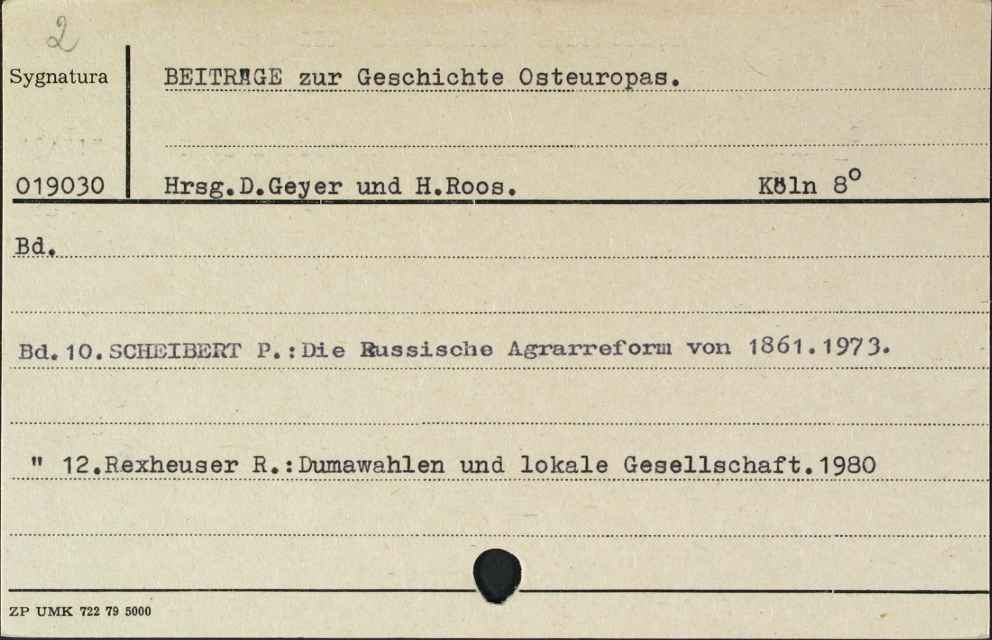 2
Sygnatura BEITRÄGE zur Geschichte Osteuropas.
019030 Hrsg.D.Geyer und H.Roos. Köln 8°
Bd.
Bd.10.SCHEIBERT P.:Die Russische Agrarreform von 1861.1973.
" 12.Rexheuser R.:Dumawahlen und lokale Gesellschaft.1980
ZP UMK 722 79 5000